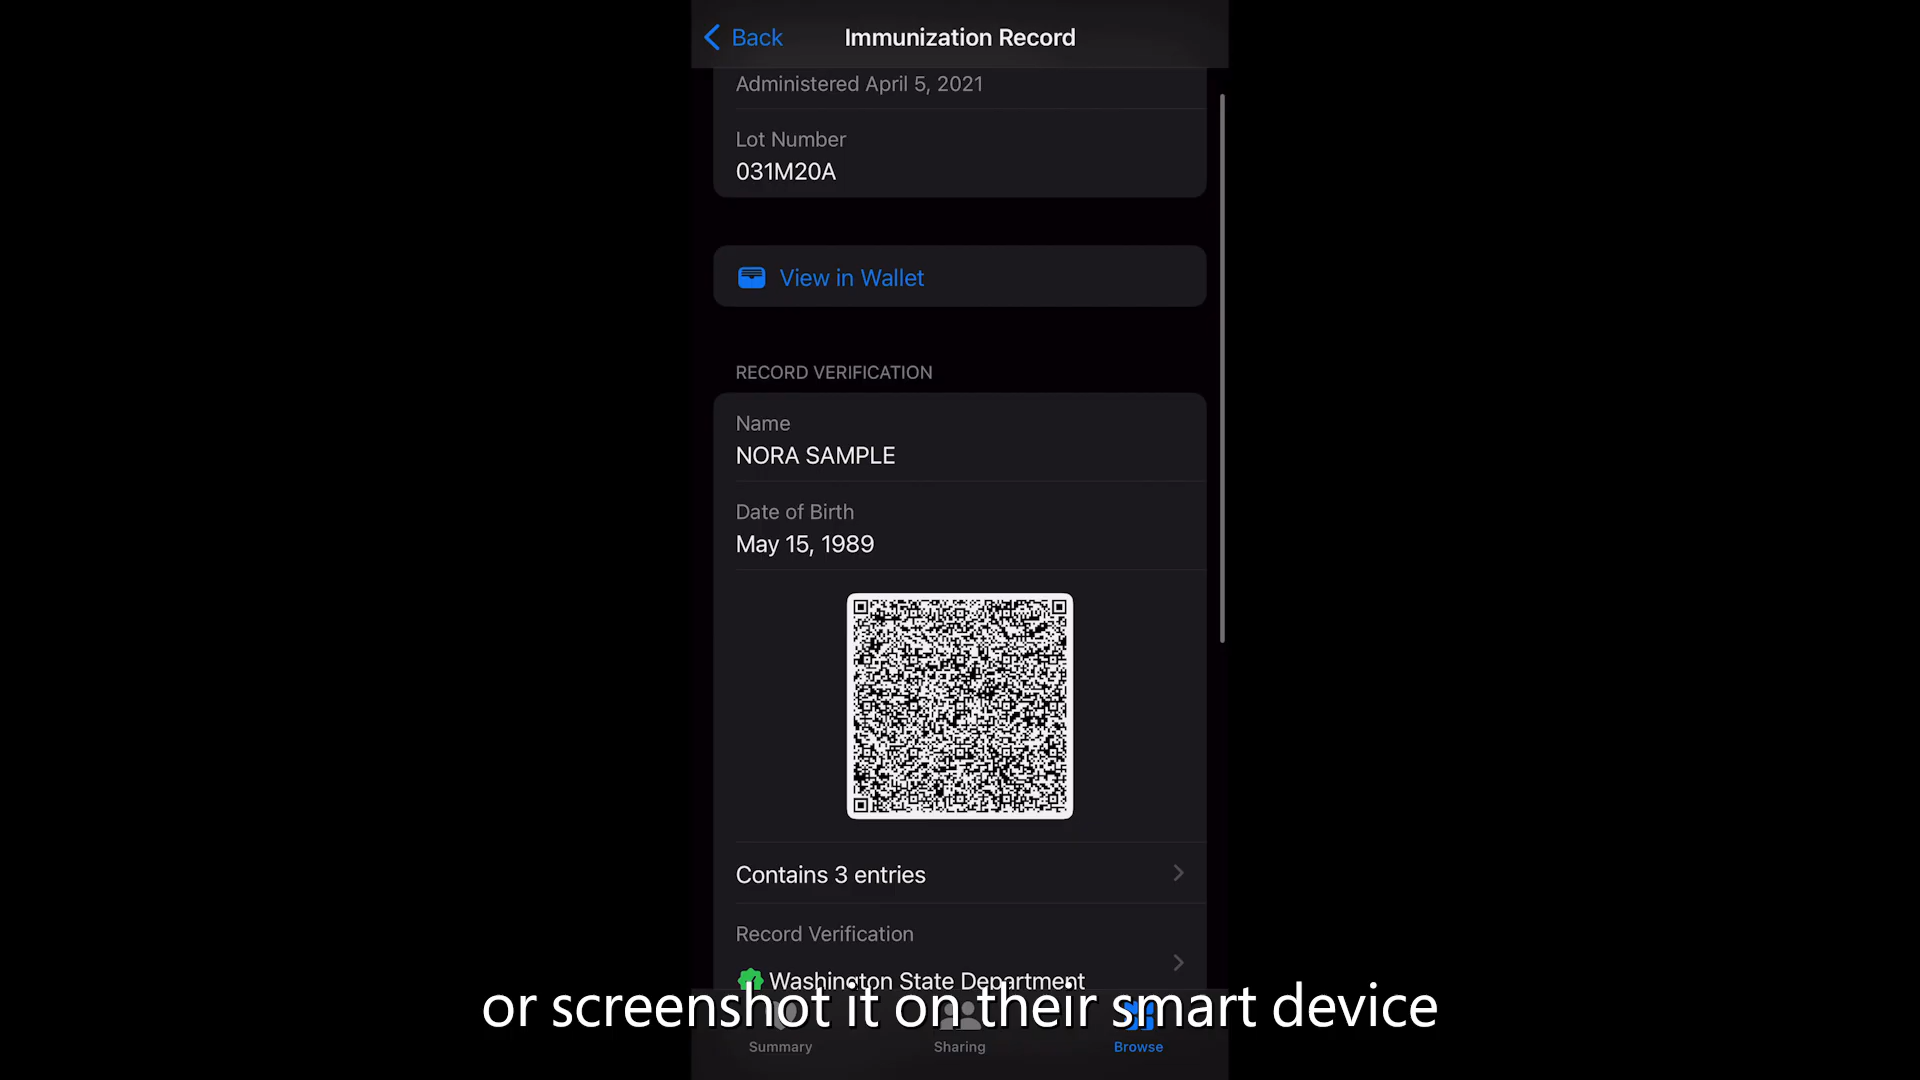 Back
Immunization Record
Administered April 5, 2021
Lot Number
031M20A
View in Wallet
RECORD VERIFICATION
Name
NORA SAMPLE
Date of Birth
May 15, 1989
Contains 3 entries
Record Verification
Washington State Department
or screenshot it on their smart device
Summary
Sharing
Browse